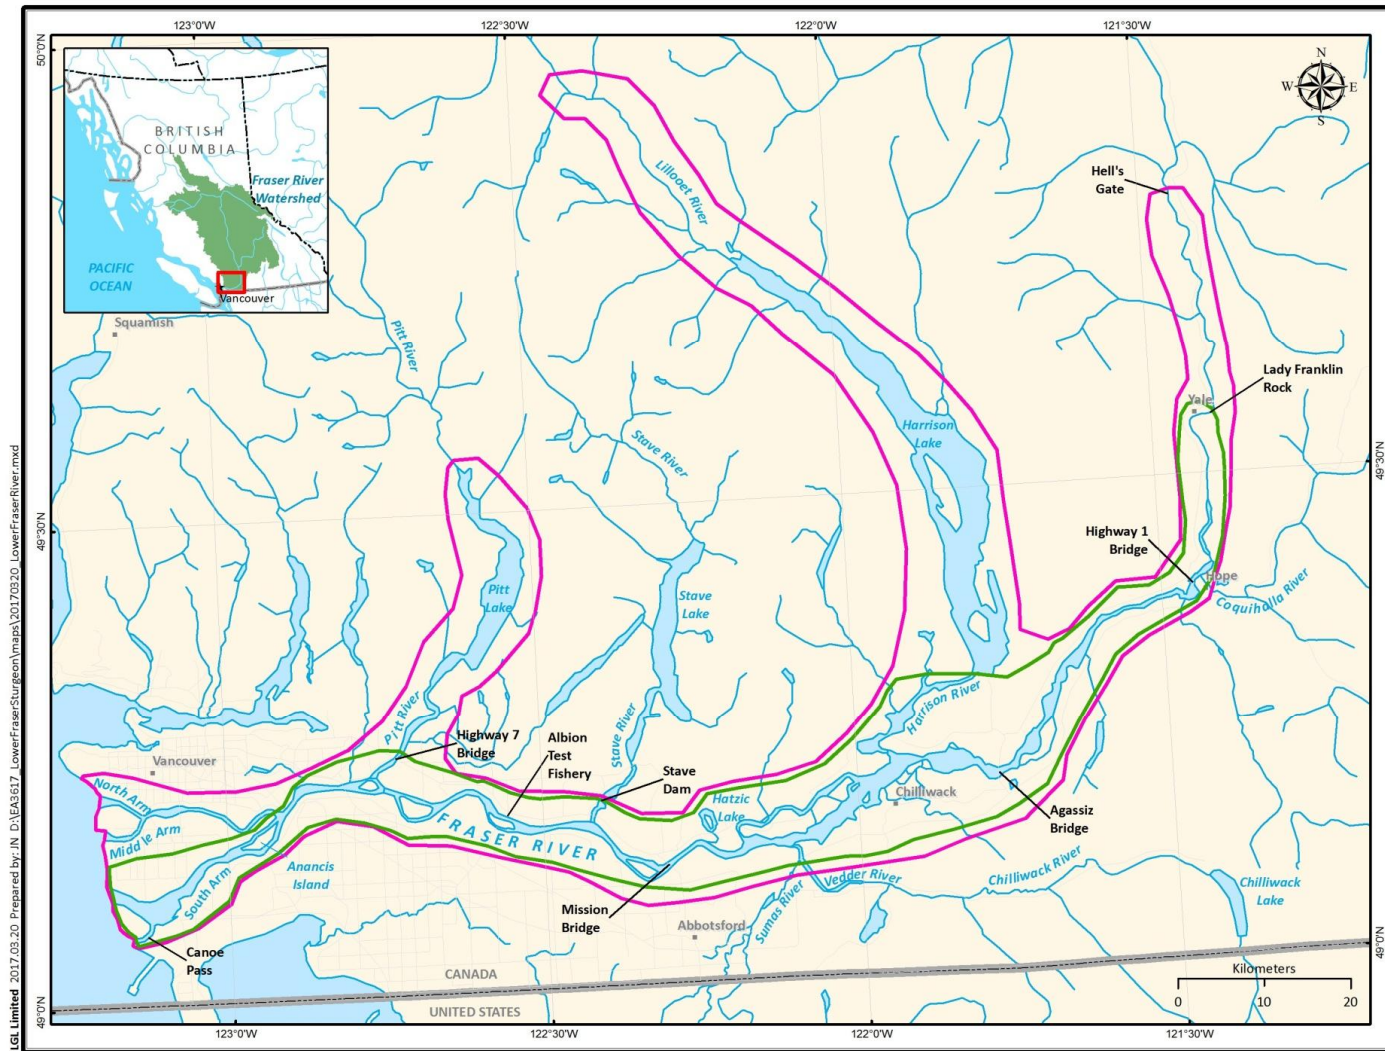 123°0'W
122°30'W
122°0'W
121°30'W
50°0'N
N
W
E
S
BRITISH
COLUMBIA
Fraser River
Watershed
PACIFIC
OCEAN
Vancouver
Squamish
Lillooet River
Hell's
Gate
Pitt River
Lady Franklin
Rock
Yale
Harrison
Lake
Stave River
49°30'N
49°30'N
Highway 1
Bridge
Hope
Coquihalla River
Pitt
Lake
Stave
Lake
Harrison River
Pitt River
Highway 7
Bridge
Albion
Test
Fishery
Stave River
Stave
Dam
Vancouver
North Arm
Middle Arm
Hatzic
Lake
Chilliwack
Agassiz
Bridge
FRASER RIVER
Anancis
Island
South Arm
Chilliwack River
Vedder River
Chilliwack
Lake
Sumas River
Mission
Bridge
Abbotsford
Canoe
Pass
CANADA
UNITED STATES
Kilometers
0
10
20
49°0'N
49°0'N
123°0'W
122°30'W
122°0'W
121°30'W
LGL Limited 2017.03.20 Prepared by: JN D:\EA3617_LowerFraserSturgeon\maps\20170320_LowerFraserRiver.mxd